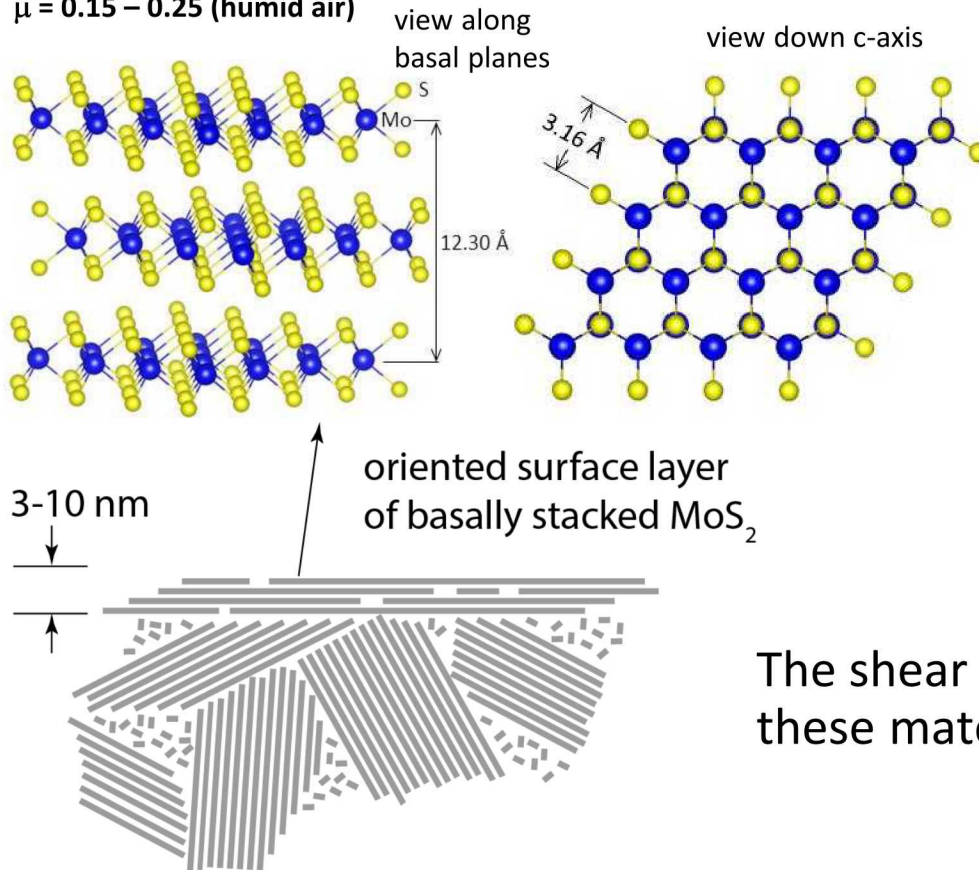 μ = 0.15 – 0.25 (humid air)
view along
basal planes
view down c-axis
S
Mo
12.30 Å
3.16 Å
oriented surface layer
of basally stacked MoS₂
3-10 nm
The shear
these mat